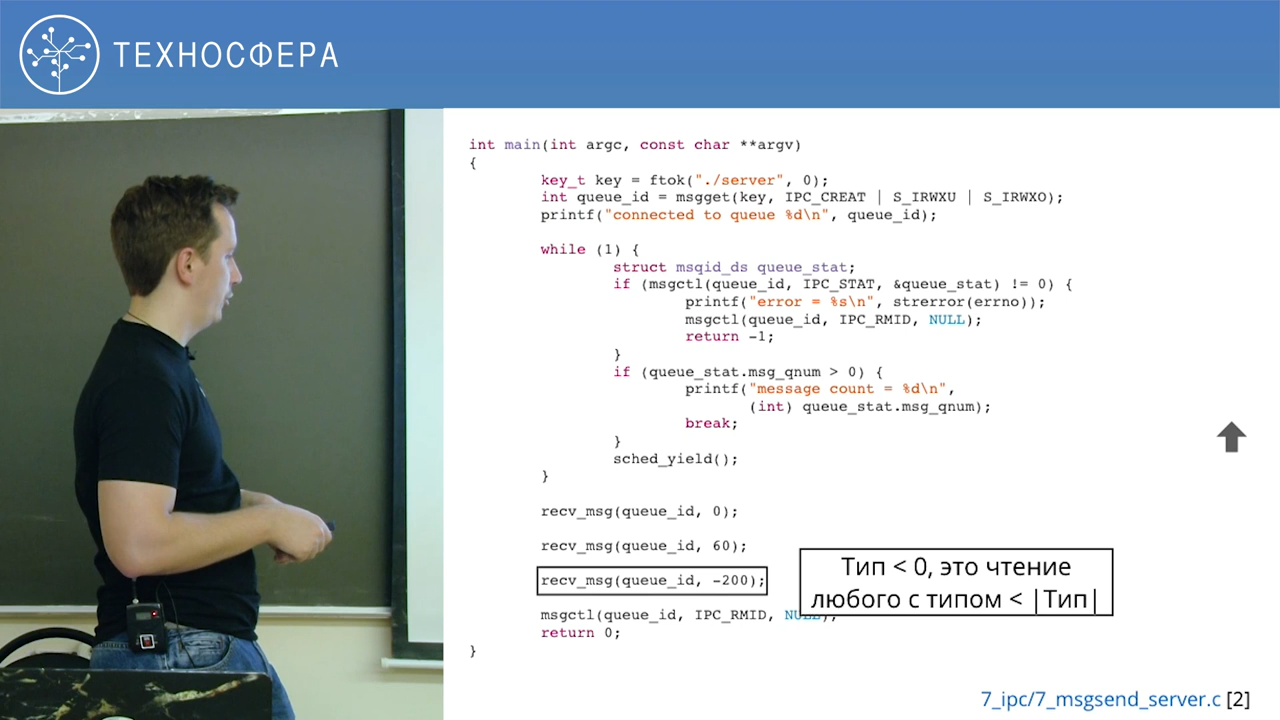 ТЕХНОСФЕРА
int main(int argc, const char **argv)
{
key_t key = ftok("./server", 0);
int queue_id = msgget(key, IPC_CREAT | S_IRWXU | S_IRWXO);
printf("connected to queue %d\n", queue_id);
while (1) {
struct msqid_ds queue_stat;
if (msgctl(queue_id, IPC_STAT, &queue_stat) != 0) {
printf("error = %s\n", strerror(errno));
msgctl(queue_id, IPC_RMID, NULL);
return -1;
}
if (queue_stat.msg_qnum > 0) {
printf("message count = %d\n",
(int) queue_stat.msg_qnum);
break;
}
sched_yield();
}
recv_msg(queue_id, 0);
recv_msg(queue_id, 60);
recv_msg(queue_id, -200);
Тип < 0, это чтение
любого с типом < |Тип|
msgctl(queue_id, IPC_RMID, NULL);
return 0;
}
7_ipc/7_msgsend_server.c [2]